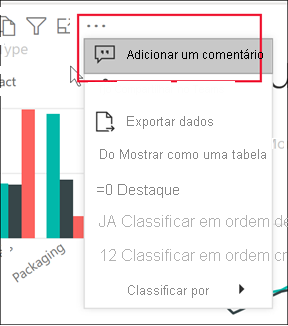 Type
Adicionar um comentário
act
Exportar dados
Do Mostrar como uma tabela
=0 Destaque
JA Classificar em ordem de
12 Classificar em ordem cr
Classificar por
Packaging